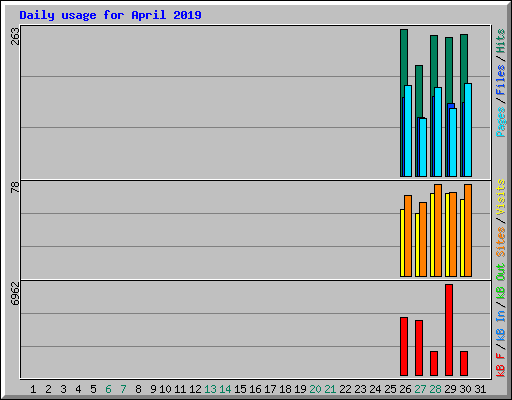 Daily usage for April 2019
263
Pages/Files/Hits
78
Sites/Visits
6962
kB F/kB In/kB Out
1 2 3 4 5 6 7 8 9 10 11 12 13 14 15 16 17 18 19 20 21 22 23 24 25 26 27 28 29 30 31